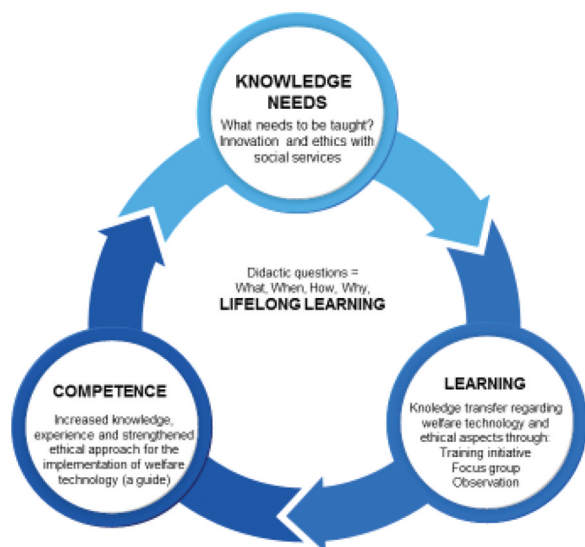 KNOWLEDGE
NEEDS
What needs to be taught?
Innovation and ethics with
social services
Didactic questions =
What, When, How, Why,
LIFELONG LEARNING
COMPETENCE
Increased knowledge,
experience and strengthened
ethical approach for the
implementation of welfare
technology (a guide)
LEARNING
Knoledge transfer regarding
welfare technology and
ethical aspects through:
Training initiative
Focus group
Observation